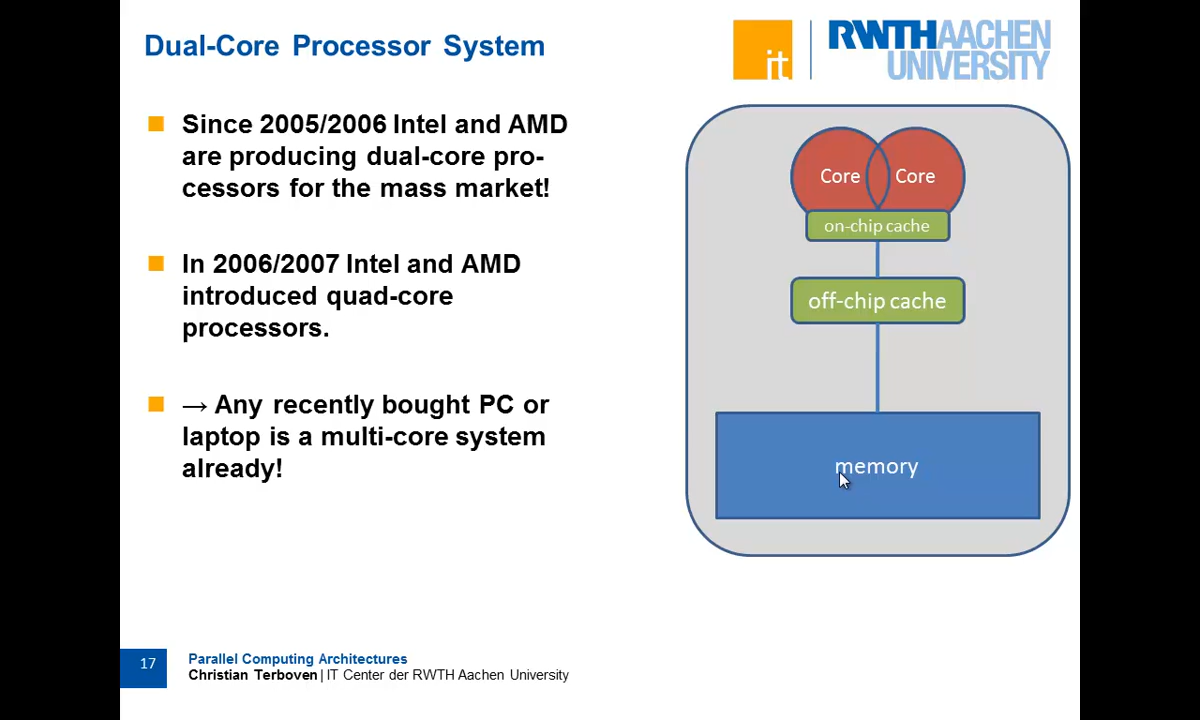 Dual-Core Processor System
it
RWTHAACHEN
UNIVERSITY
Since 2005/2006 Intel and AMD
are producing dual-core pro-
cessors for the mass market!
In 2006/2007 Intel and AMD
introduced quad-core
processors.
→ Any recently bought PC or
laptop is a multi-core system
already!
Core
Core
on-chip cache
off-chip cache
memory
17
Parallel Computing Architectures
Christian Terboven | IT Center der RWTH Aachen University